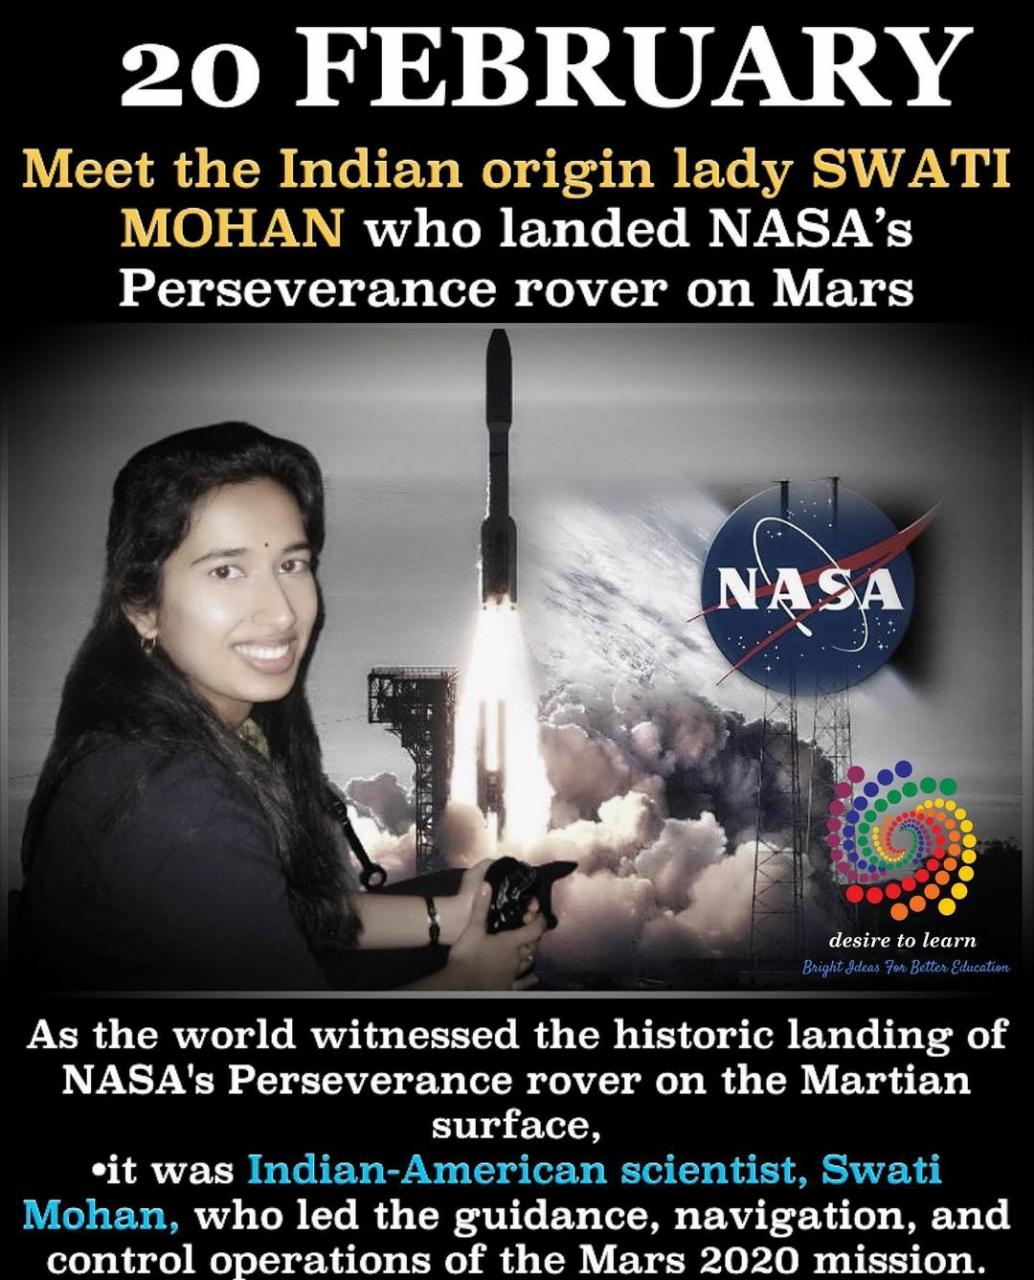 20 FEBRUARY
Meet the Indian origin lady SWATI
MOHAN who landed NASA's
Perseverance rover on Mars
NASA
desire to learn
Bright Ideas For Better Education
As the world witnessed the historic landing of
NASA's Perseverance rover on the Martian
surface,
•it was Indian-American scientist, Swati
Mohan, who led the guidance, navigation, and
control operations of the Mars 2020 mission.